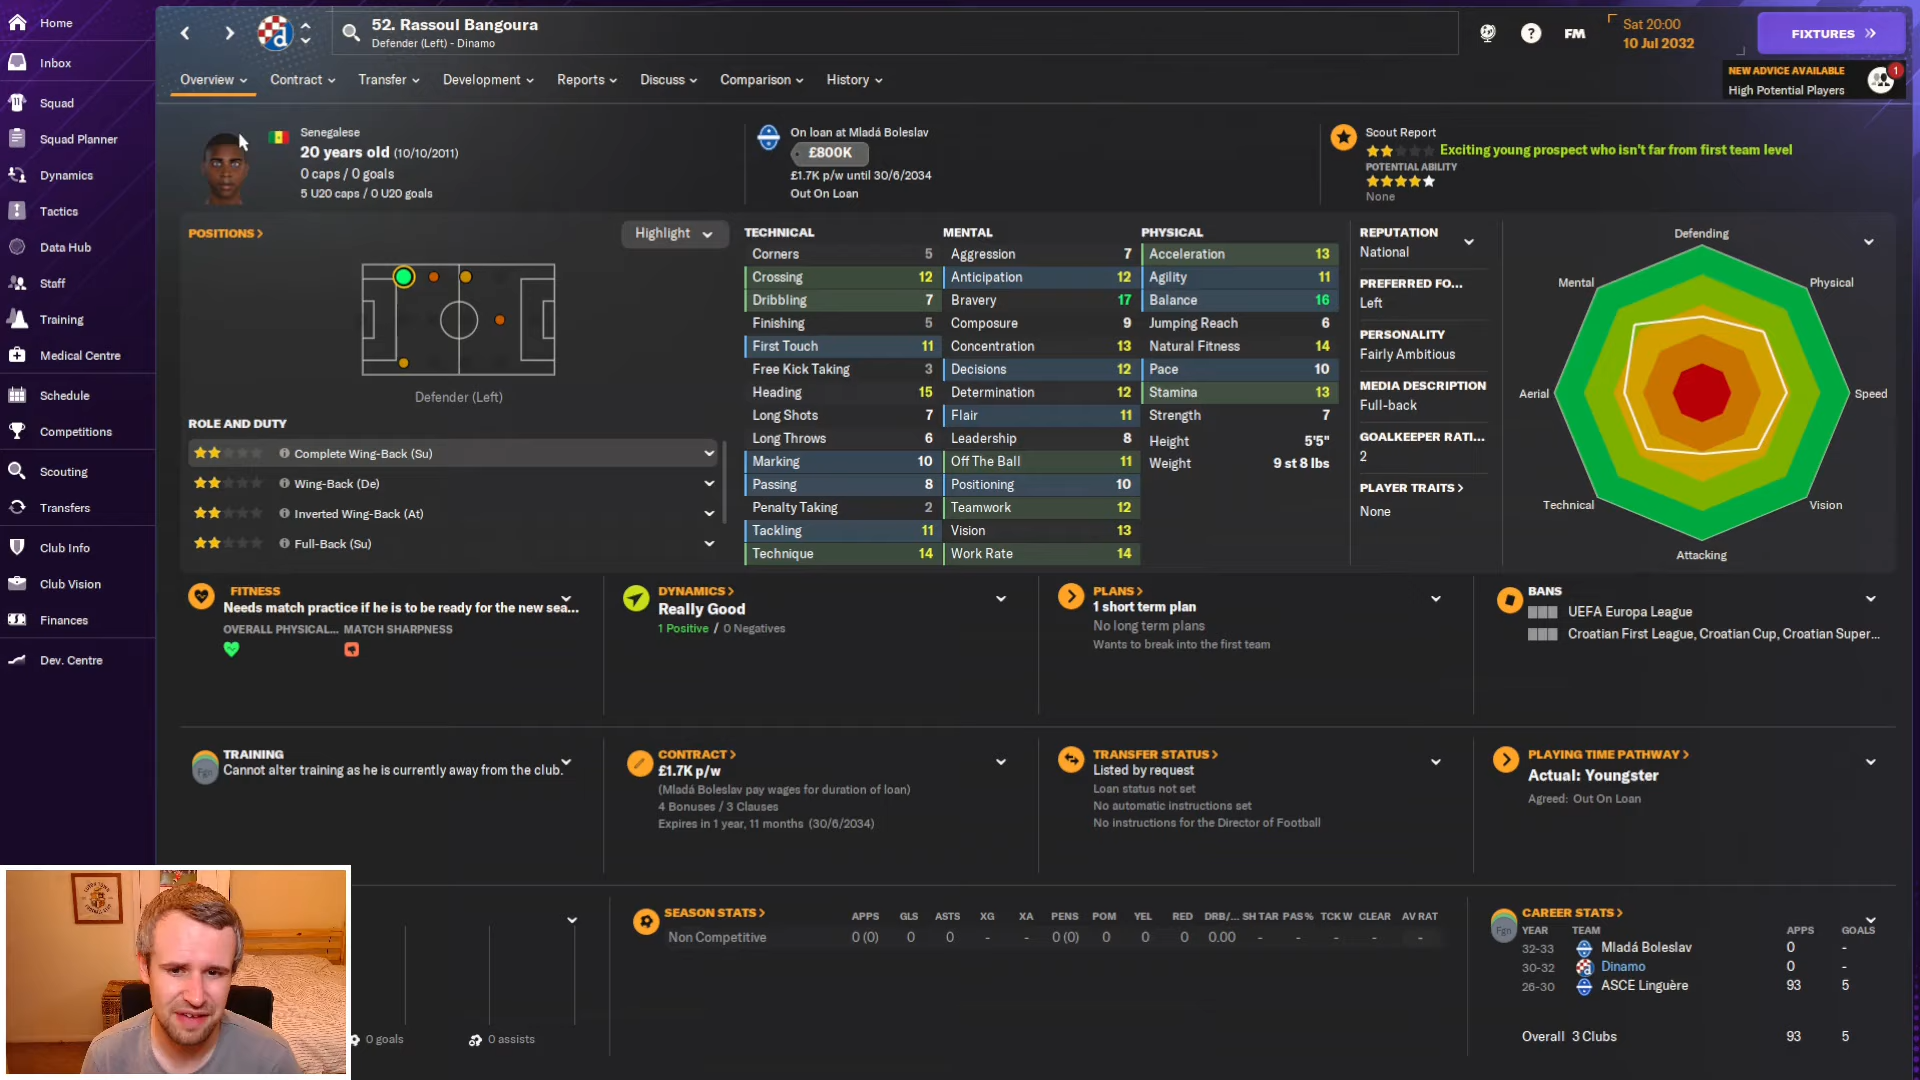 Home
Inbox
Squad
Squad Planner
Dynamics
Tactics
Data Hub
Staff
Training
Medical Centre
Schedule
Competitions
Scouting
Transfers
Club Info
Club Vision
Finances
Dev. Centre
52. Rassoul Bangoura
Defender (Left) - Dinamo
FM
Sat 20:00
10 Jul 2032
FIXTURES
Overview Contract Transfer Development Reports Discuss Comparison History
NEW ADVICE AVAILABLE
High Potential Players
1
Senegalese
20 years old (10/10/2011)
0 caps / 0 goals
5 U20 caps / 0 U20 goals
On loan at Mladá Boleslav
£800K
£1.7K p/w until 30/6/2034
Out On Loan
Scout Report
Exciting young prospect who isn't far from first team level
POTENTIAL ABILITY
None
POSITIONS >
Highlight
Defender (Left)
ROLE AND DUTY
Complete Wing-Back (Su)
Wing-Back (De)
Inverted Wing-Back (At)
Full-Back (Su)
TECHNICAL
Corners 5
Crossing 12
Dribbling 7
Finishing 5
First Touch 11
Free Kick Taking 3
Heading 15
Long Shots 7
Long Throws 6
Marking 10
Passing 8
Penalty Taking 2
Tackling 11
Technique 14
MENTAL
Aggression 7
Anticipation 12
Bravery 17
Composure 9
Concentration 13
Decisions 12
Determination 12
Flair 11
Leadership 8
Off The Ball 11
Positioning 10
Teamwork 12
Vision 13
Work Rate 14
PHYSICAL
Acceleration 13
Agility 11
Balance 16
Jumping Reach 6
Natural Fitness 14
Pace 10
Stamina 13
Strength 7
Height 5'5"
Weight 9 st 8 lbs
REPUTATION
National
PREFERRED FO...
Left
PERSONALITY
Fairly Ambitious
MEDIA DESCRIPTION
Full-back
GOALKEEPER RATI...
2
PLAYER TRAITS >
None
Defending
Physical
Speed
Vision
Attacking
Technical
Aerial
Mental
FITNESS
Needs match practice if he is to be ready for the new sea...
OVERALL PHYSICAL... MATCH SHARPNESS
DYNAMICS >
Really Good
1 Positive / 0 Negatives
PLANS >
1 short term plan
No long term plans
Wants to break into the first team
BANS
UEFA Europa League
Croatian First League, Croatian Cup, Croatian Super...
Fgn
TRAINING
Cannot alter training as he is currently away from the club.
CONTRACT >
£1.7K p/w
(Mladá Boleslav pay wages for duration of loan)
4 Bonuses / 3 Clauses
Expires in 1 year, 11 months (30/6/2034)
TRANSFER STATUS >
Listed by request
Loan status not set
No automatic instructions set
No instructions for the Director of Football
PLAYING TIME PATHWAY >
Actual: Youngster
Agreed: Out On Loan
0 goals
0 assists
SEASON STATS > APPS GLS ASTS XG XA PENS POM YEL RED DRB/... SH TAR PAS% TCK W CLEAR AV RAT
Non Competitive 0 (0) 0 0 - - 0 (0) 0 0 0 0.00 - - - - -
Fgn
CAREER STATS >
YEAR TEAM APPS GOALS
32-33 Mladá Boleslav 0 -
30-32 Dinamo 0 -
26-30 ASCE Linguère 93 5
Overall 3 Clubs 93 5